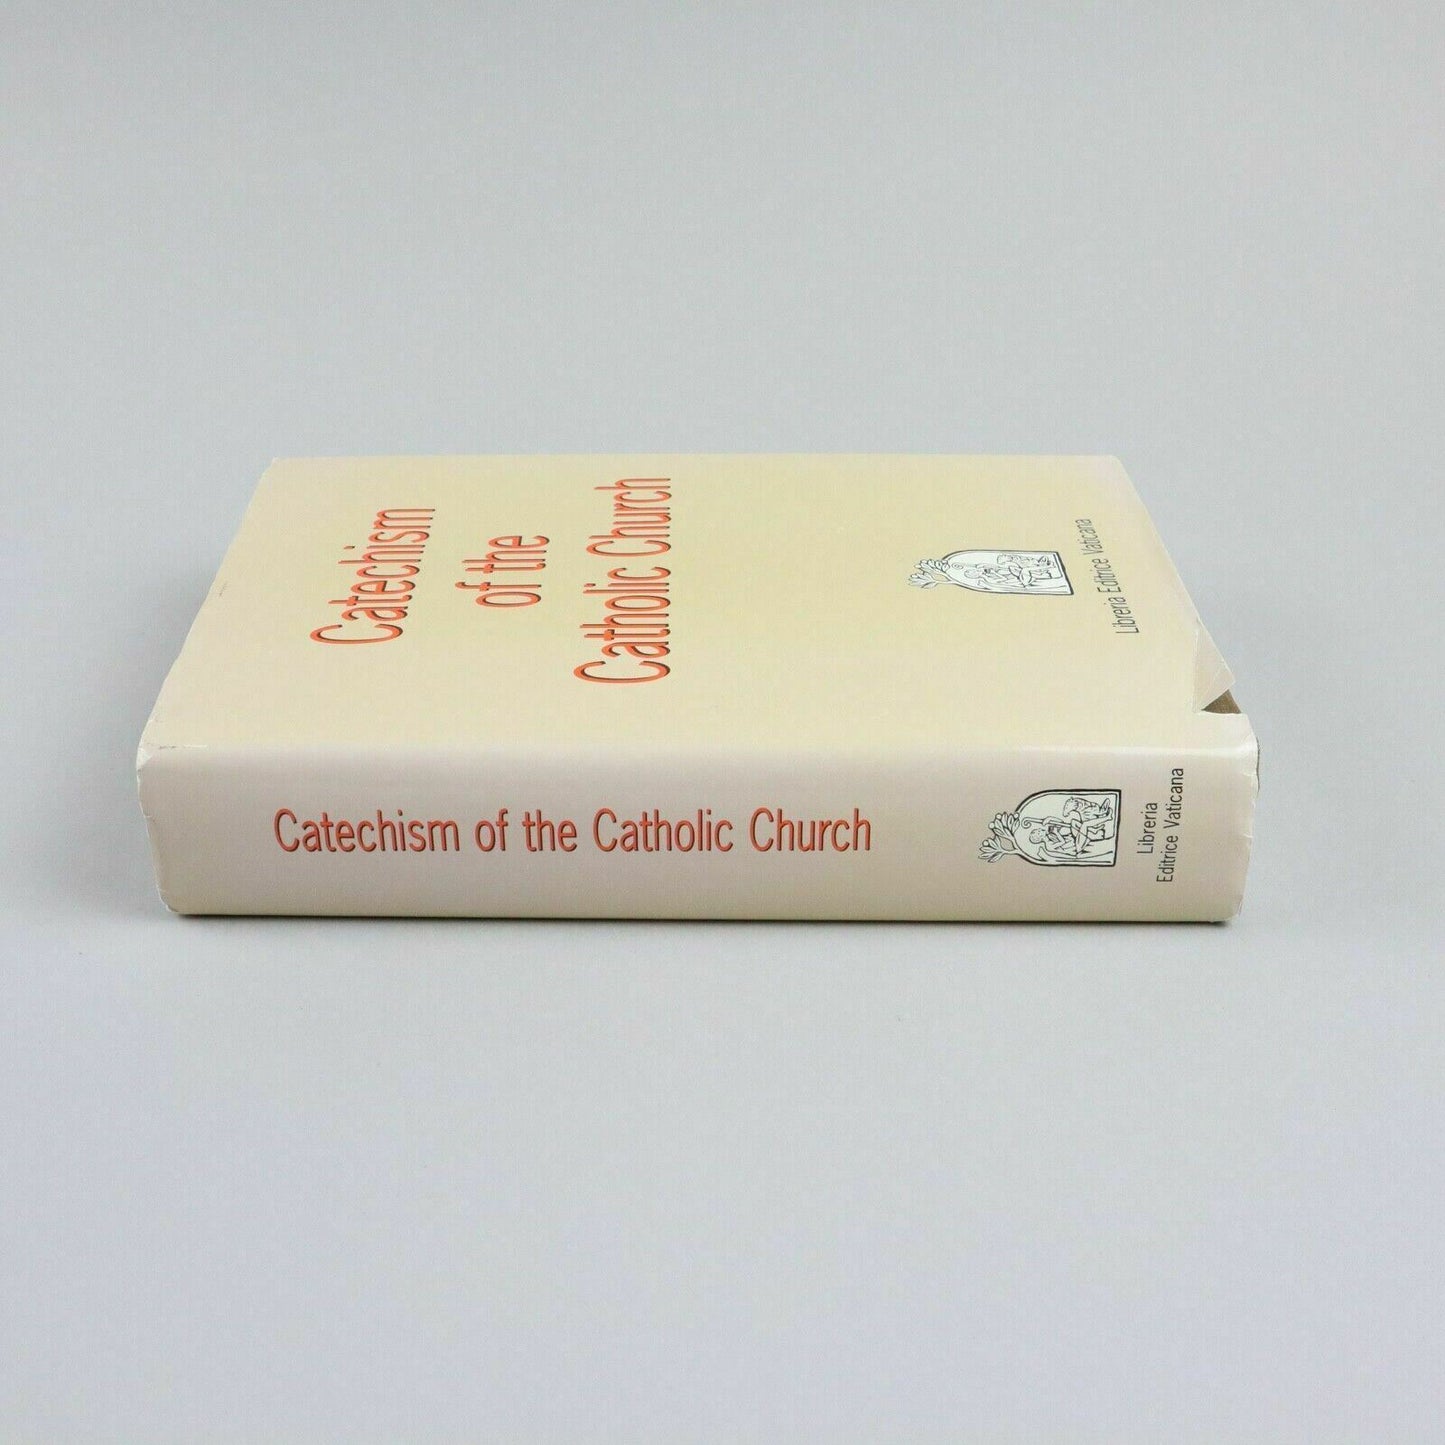 Catechism
of the
Catholic Church
Libreria Editrice Vaticana
Catechism of the Catholic Church
Libreria
Editrice Vaticana